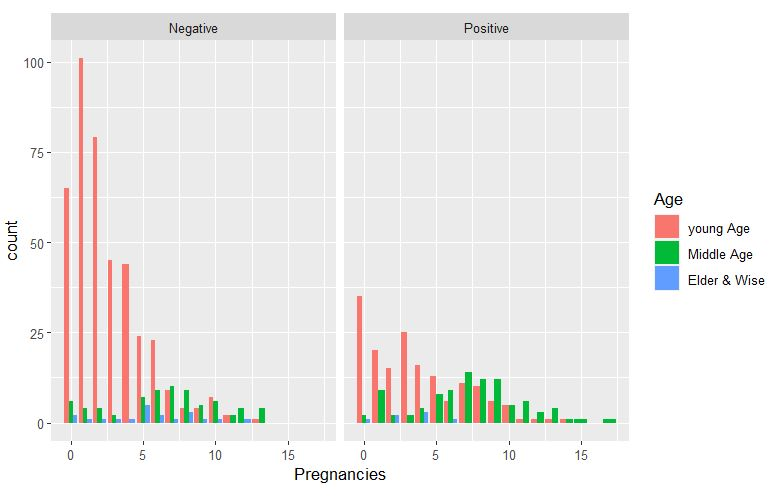 Negative
Positive
100
75
50
25
0
count
0 5 10 15
0 5 10 15
Pregnancies
Age
young Age
Middle Age
Elder & Wise